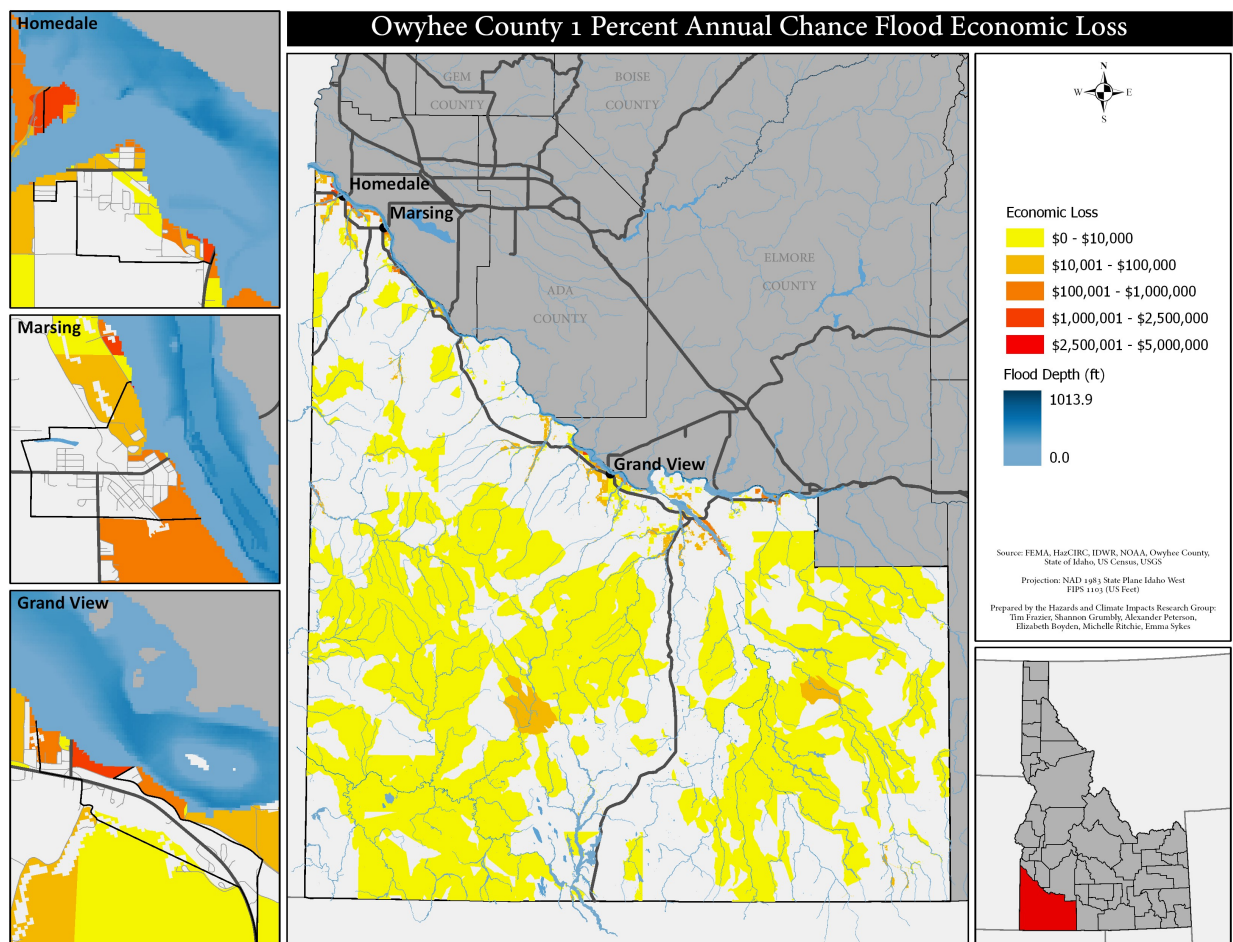 Owyhee County 1 Percent Annual Chance Flood Economic Loss
Homedale
Marsing
Grand View
GEM
COUNTY
BOISE
COUNTY
Homedale
Marsing
ELMORE
COUNTY
ADA
COUNTY
Grand View
N
W
E
S
Economic Loss
$0 - $10,000
$10,001 - $100,000
$100,001 - $1,000,000
$1,000,001 - $2,500,000
$2,500,001 - $5,000,000
Flood Depth (ft)
1013.9
0.0
Source: FEMA, HazCIRC, IDWR, NOAA, Owyhee County,
State of Idaho, US Census, USGS
Projection: NAD 1983 State Plane Idaho West
FIPS 1103 (US Feet)
Prepared by the Hazards and Climate Impacts Research Group:
Tim Frazier, Shannon Grumbly, Alexander Peterson,
Elizabeth Boyden, Michelle Ritchie, Emma Sykes